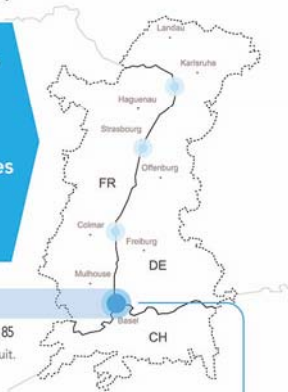 Landau
Karlsruhe
Haguenau
Strasbourg
es
Offenburg
FR
Colmar
Freiburg
DE
Mulhouse
85
Basel
uit.
CH